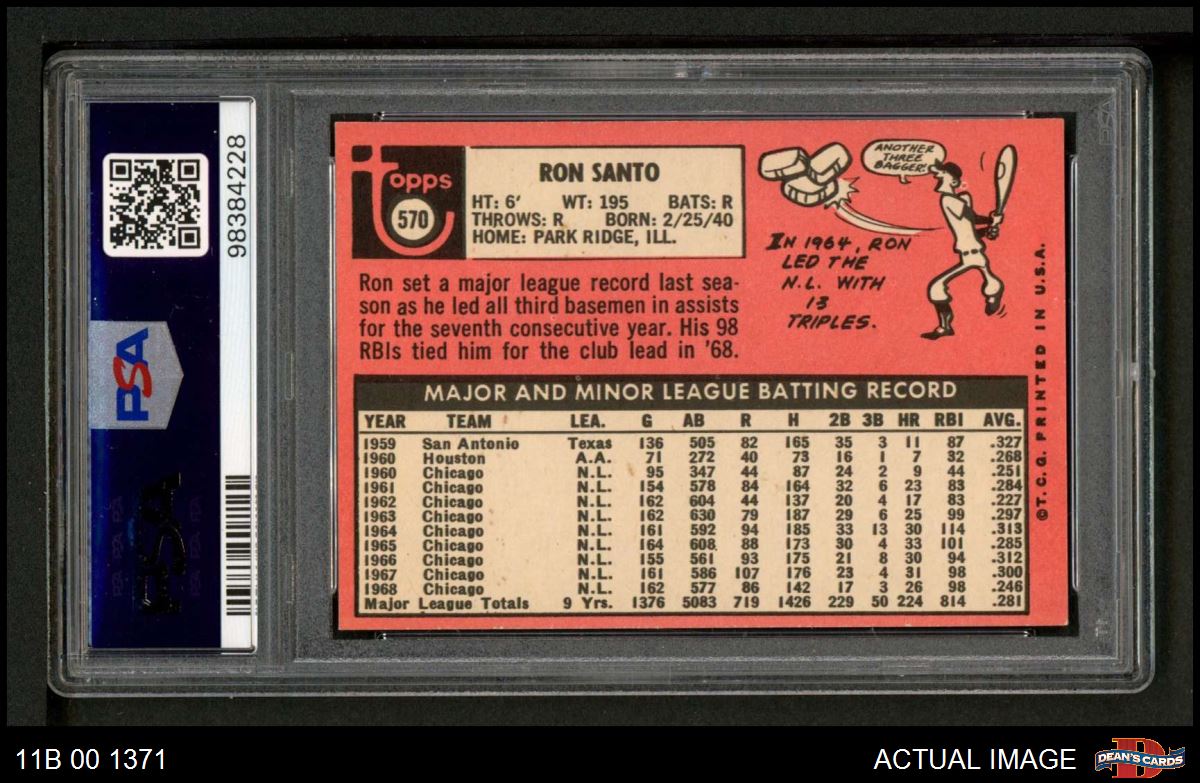 98384228
PSA
topps
570
RON SANTO
HT: 6' WT: 195 BATS: R
THROWS: R BORN: 2/25/40
HOME: PARK RIDGE, ILL.
Ron set a major league record last sea-
son as he led all third basemen in assists
for the seventh consecutive year. His 98
RBIs tied him for the club lead in '68.
ANOTHER
THREE
BAGGER!
IN 1964, RON
LED THE
N.L. WITH
13
TRIPLES.
MAJOR AND MINOR LEAGUE BATTING RECORD
YEAR TEAM LEA. G AB R H 2B 3B HR RBI AVG.
1959 San Antonio Texas 136 505 82 165 35 3 11 87 .327
1960 Houston A.A. 71 272 40 73 16 1 7 32 .268
1960 Chicago N.L. 95 347 44 87 24 2 9 44 .251
1961 Chicago N.L. 154 578 84 164 32 6 23 83 .284
1962 Chicago N.L. 162 604 44 137 20 4 17 83 .227
1963 Chicago N.L. 162 630 79 187 29 6 25 99 .297
1964 Chicago N.L. 161 592 94 185 33 13 30 114 .313
1965 Chicago N.L. 164 608 88 173 30 4 33 101 .285
1966 Chicago N.L. 155 561 93 175 21 8 30 94 .312
1967 Chicago N.L. 161 586 107 176 23 4 31 98 .300
1968 Chicago N.L. 162 577 86 142 17 3 26 98 .246
Major League Totals 9 Yrs. 1376 5083 719 1426 229 50 224 814 .281
©T.C.G. PRINTED IN U.S.A.
PSA
11B 00 1371
ACTUAL IMAGE
D
DEAN'S CARDS